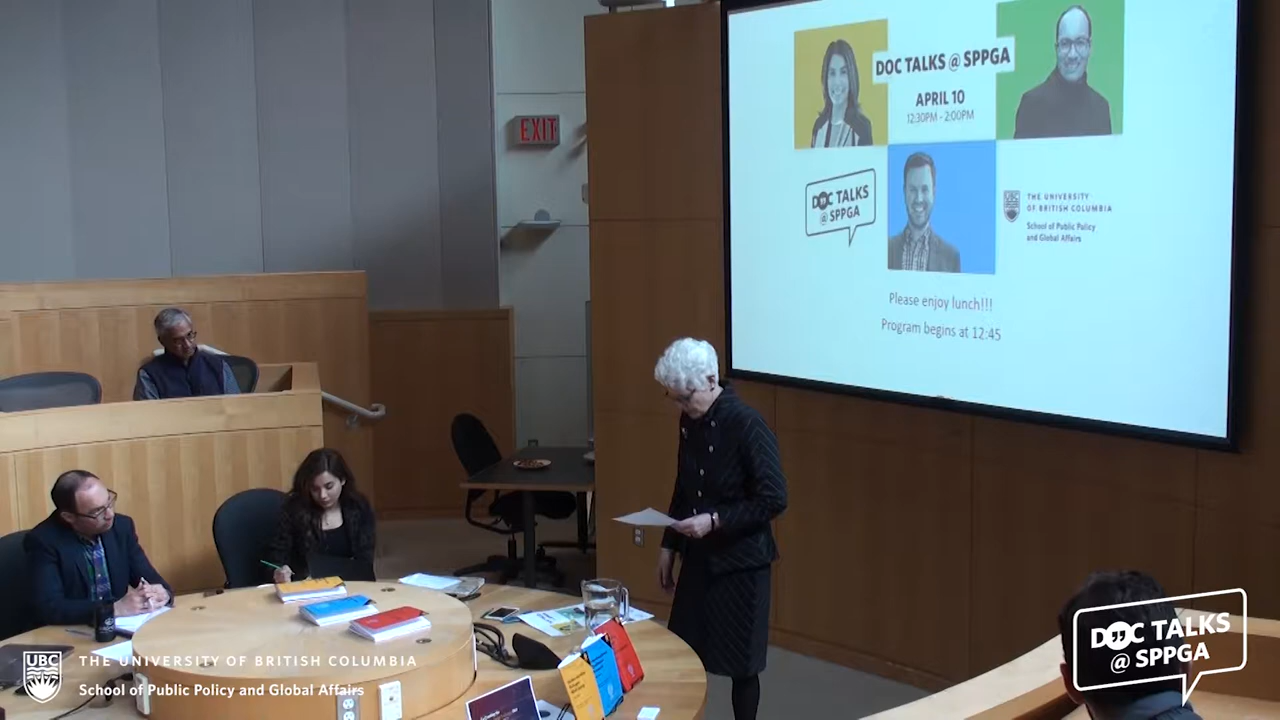 EXIT
DOC TALKS @ SPPGA
APRIL 10
12:30PM - 2:00PM
DOC TALKS
@ SPPGA
UBC
THE UNIVERSITY
OF BRITISH COLUMBIA
School of Public Policy
and Global Affairs
Please enjoy lunch!!!
Program begins at 12:45
UBC
THE UNIVERSITY OF BRITISH COLUMBIA
School of Public Policy and Global Affairs
DOC TALKS
@ SPPGA